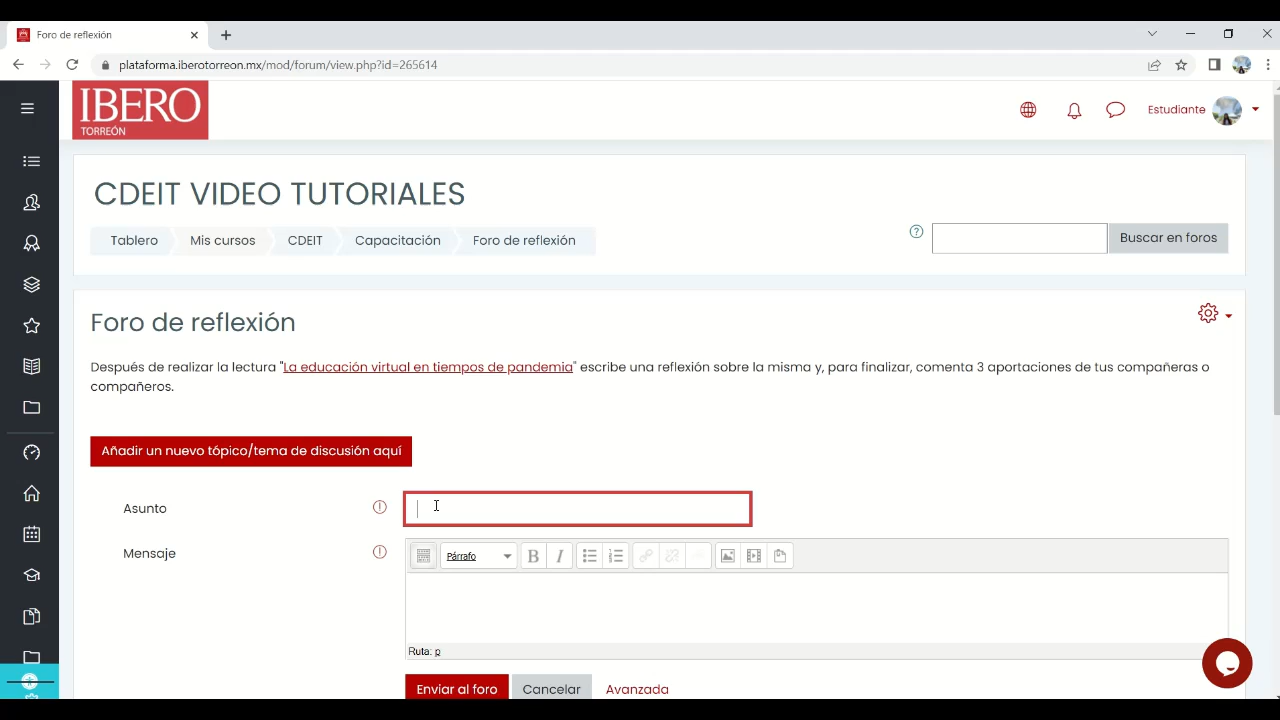 Foro de reflexión
plataforma.iberotorreon.mx/mod/forum/view.php?id=265614
IBERO
TORREÓN
Estudiante
CDEIT VIDEO TUTORIALES
Tablero
Mis cursos
CDEIT
Capacitación
Foro de reflexión
Buscar en foros
Foro de reflexión
Después de realizar la lectura "La educación virtual en tiempos de pandemia" escribe una reflexión sobre la misma y, para finalizar, comenta 3 aportaciones de tus compañeras o
compañeros.
Añadir un nuevo tópico/tema de discusión aquí
Asunto
Mensaje
Párrafo
B I
Ruta: p
Enviar al foro
Cancelar
Avanzada